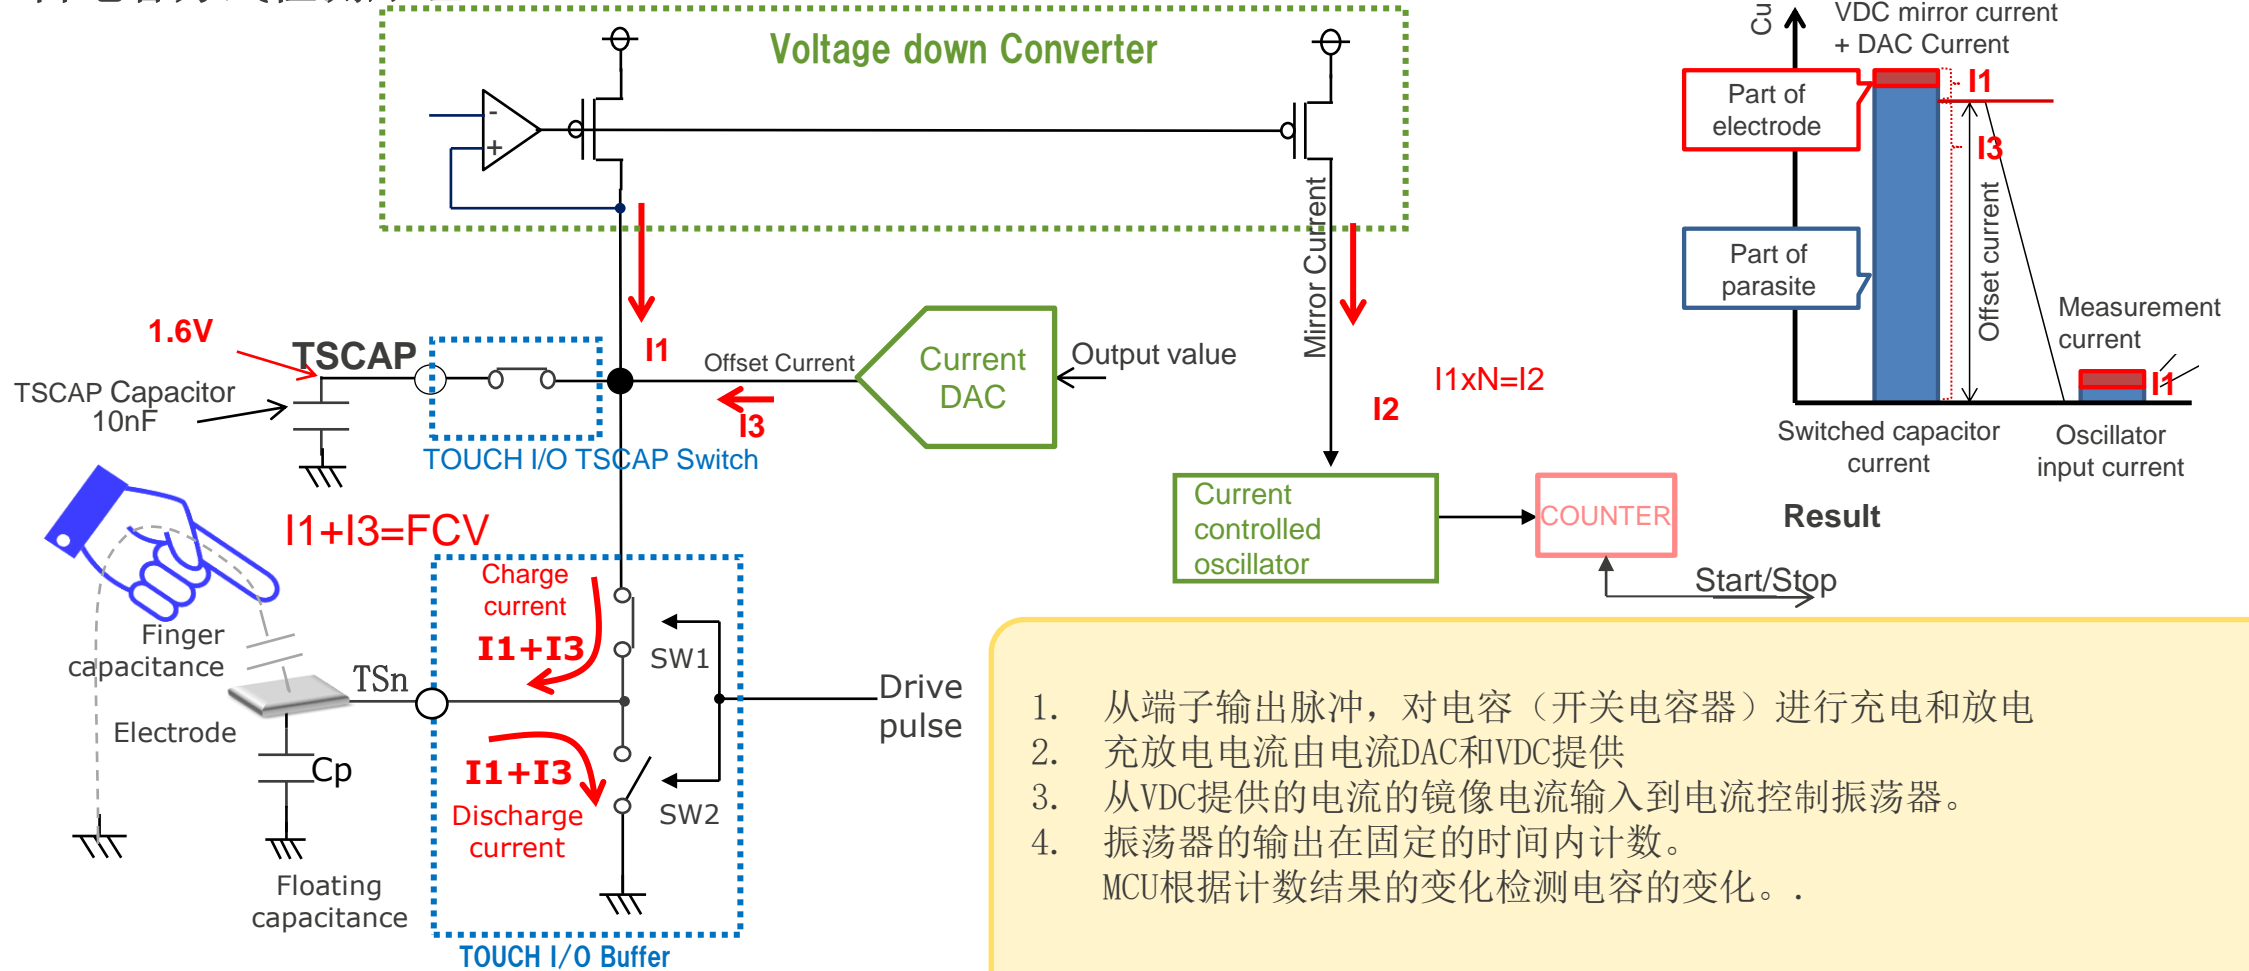 Voltage down Converter
-
+
1.6V
TSCAP
TSCAP Capacitor
10nF
TOUCH I/O TSCAP Switch
I1
Offset Current
I3
Current
DAC
Output value
Mirror Current
I2
I1xN=I2
I1+I3=FCV
Current
controlled
oscillator
COUNTER
Start/Stop
Charge
current
I1+I3
SW1
Finger
capacitance
TSn
Drive
pulse
Electrode
Cp
I1+I3
Discharge
current
SW2
Floating
capacitance
TOUCH I/O Buffer
Cu
VDC mirror current
+ DAC Current
Part of
electrode
I1
I3
Part of
parasite
Offset current
Measurement
current
I1
Switched capacitor
current
Oscillator
input current
Result
1. 从端子输出脉冲，对电容（开关电容器）进行充电和放电
2. 充放电电流由电流DAC和VDC提供
3. 从VDC提供的电流的镜像电流输入到电流控制振荡器。
4. 振荡器的输出在固定的时间内计数。
MCU根据计数结果的变化检测电容的变化。.